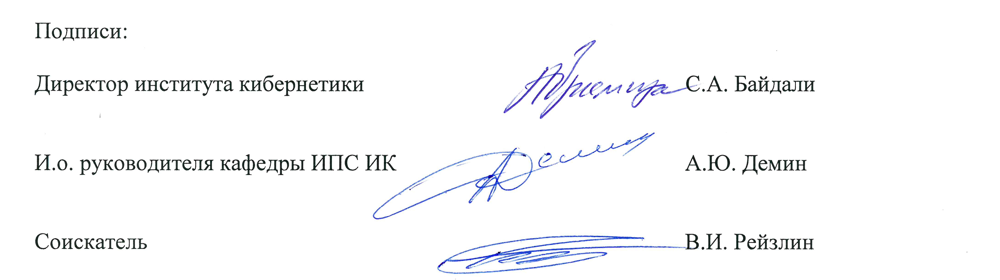 Подписи:
Директор института кибернетики С.А. Байдали
И.о. руководителя кафедры ИПС ИК А.Ю. Демин
Соискатель В.И. Рейзлин